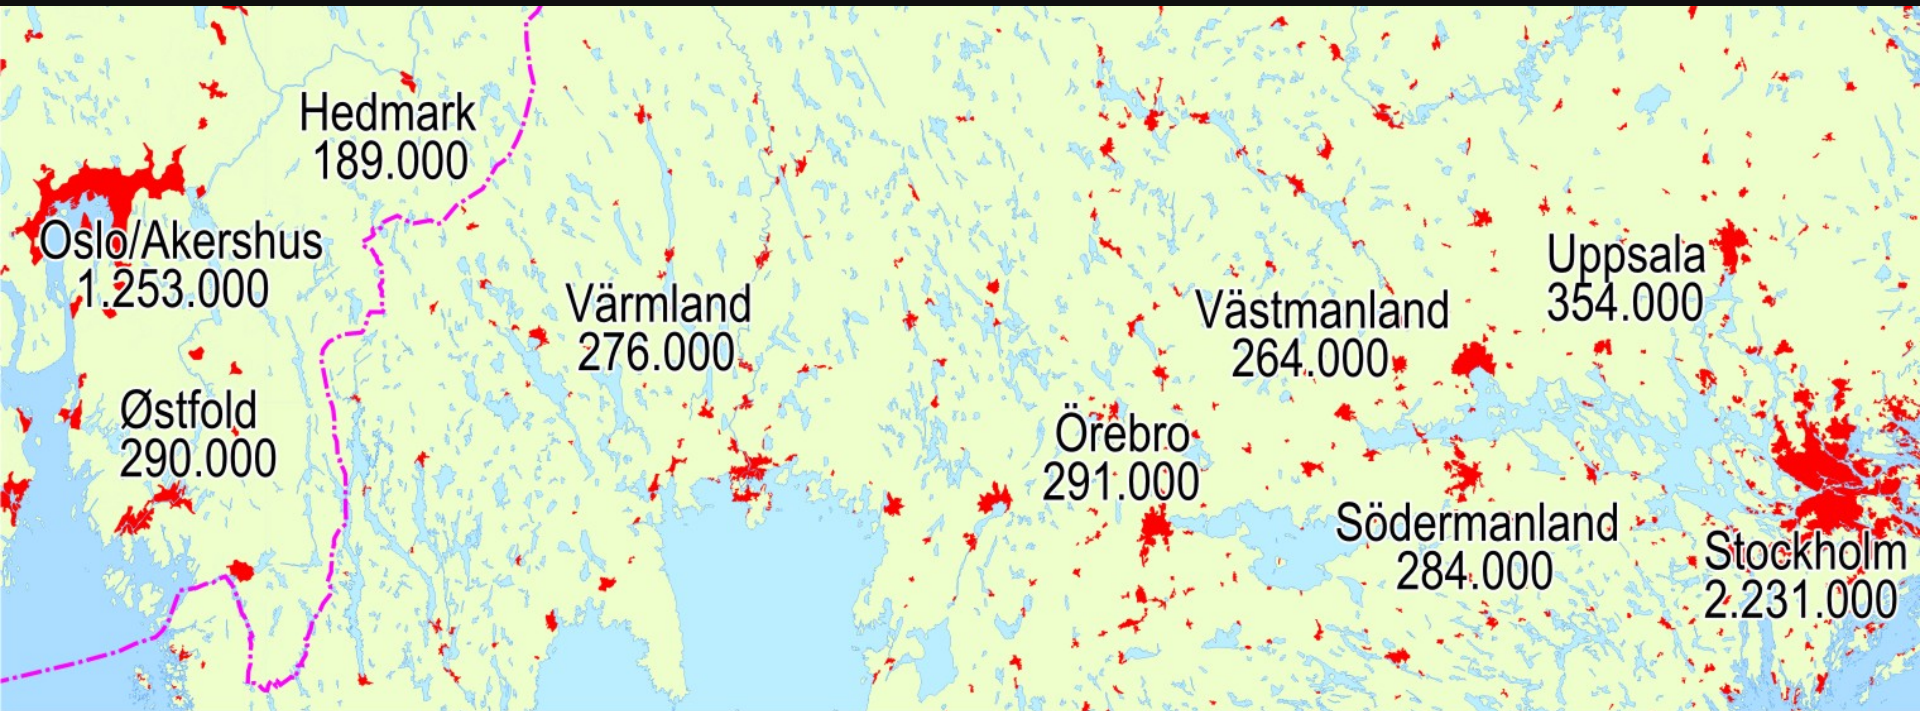 Hedmark
189.000
Oslo/Akershus
1.253.000
Østfold
290.000
Värmland
276.000
Örebro
291.000
Västmanland
264.000
Södermanland
284.000
Uppsala
354.000
Stockholm
2.231.000